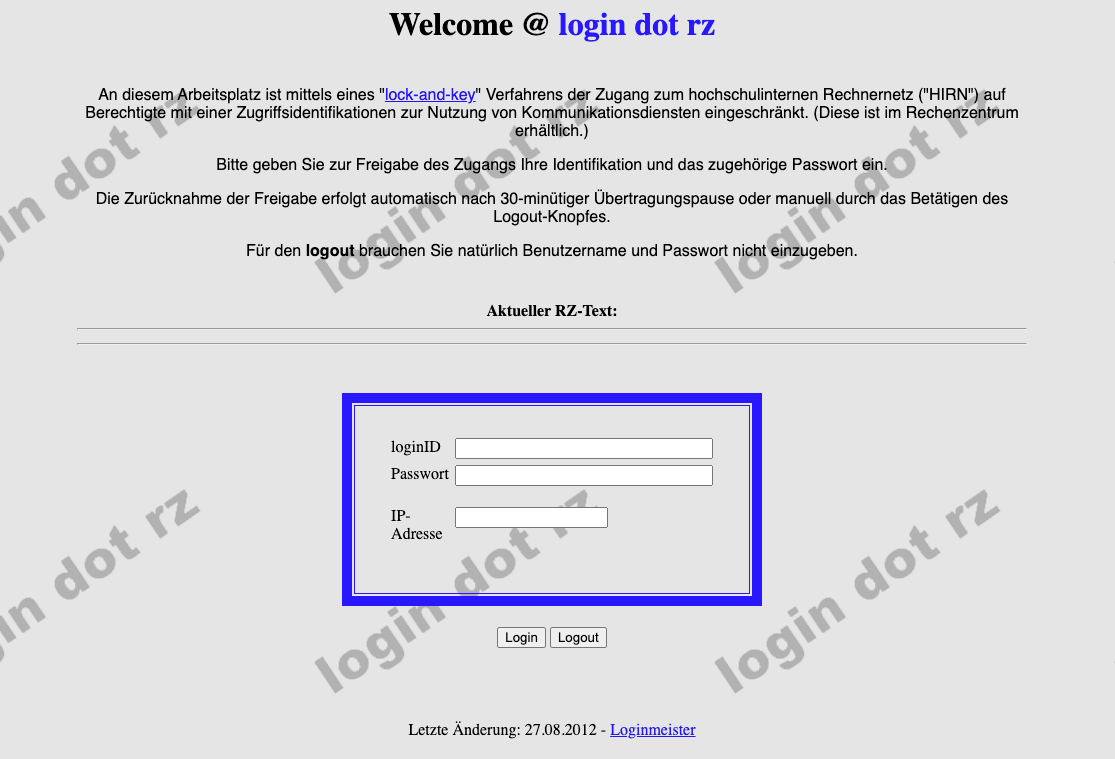 Welcome @ login dot rz
An diesem Arbeitsplatz ist mittels eines "lock-and-key" Verfahrens der Zugang zum hochschulinternen Rechnernetz ("HIRN") auf
Berechtigte mit einer Zugriffsidentifikationen zur Nutzung von Kommunikationsdiensten eingeschränkt. (Diese ist im Rechenzentrum
erhältlich.)
Bitte geben Sie zur Freigabe des Zugangs Ihre Identifikation und das zugehörige Passwort ein.
Die Zurücknahme der Freigabe erfolgt automatisch nach 30-minütiger Übertragungspause oder manuell durch das Betätigen des
Logout-Knopfes.
Für den logout brauchen Sie natürlich Benutzername und Passwort nicht einzugeben.
Aktueller RZ-Text:
loginID
Passwort
IP-
Adresse
Login Logout
Letzte Änderung: 27.08.2012 - Loginmeister
gin dot rz
login dot rz
login dot rz
gin dot rz
login dot rz
login dot rz